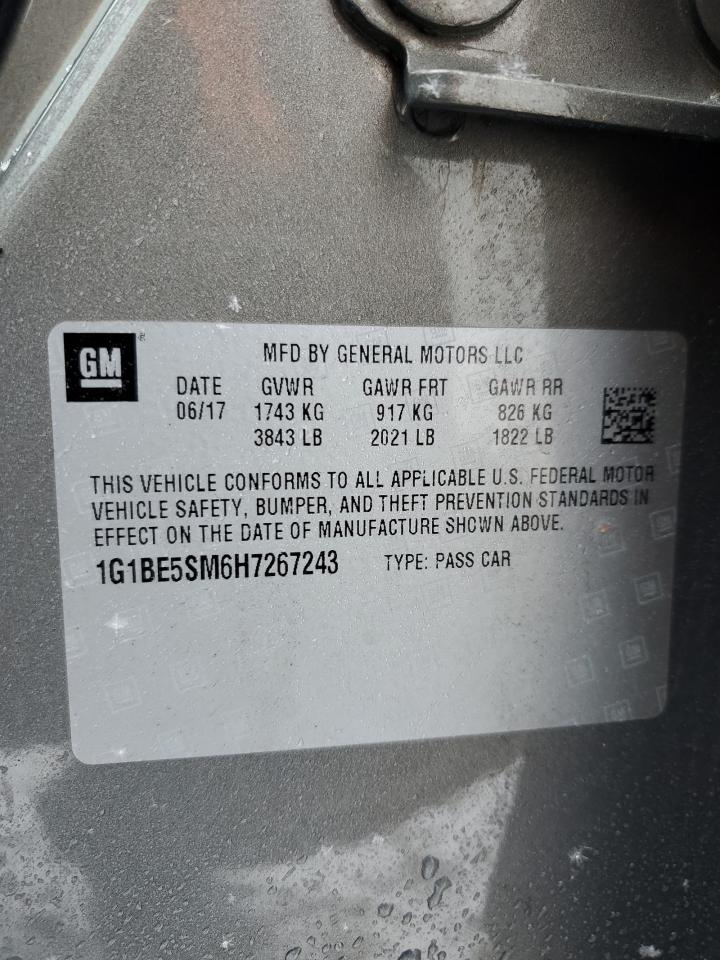 GM
MFD BY GENERAL MOTORS LLC
DATE GVWR GAWR FRT GAWR RR
06/17 1743 KG 917 KG 826 KG
3843 LB 2021 LB 1822 LB
THIS VEHICLE CONFORMS TO ALL APPLICABLE U.S. FEDERAL MOTOR
VEHICLE SAFETY, BUMPER, AND THEFT PREVENTION STANDARDS IN
EFFECT ON THE DATE OF MANUFACTURE SHOWN ABOVE.
1G1BE5SM6H7267243 TYPE: PASS CAR